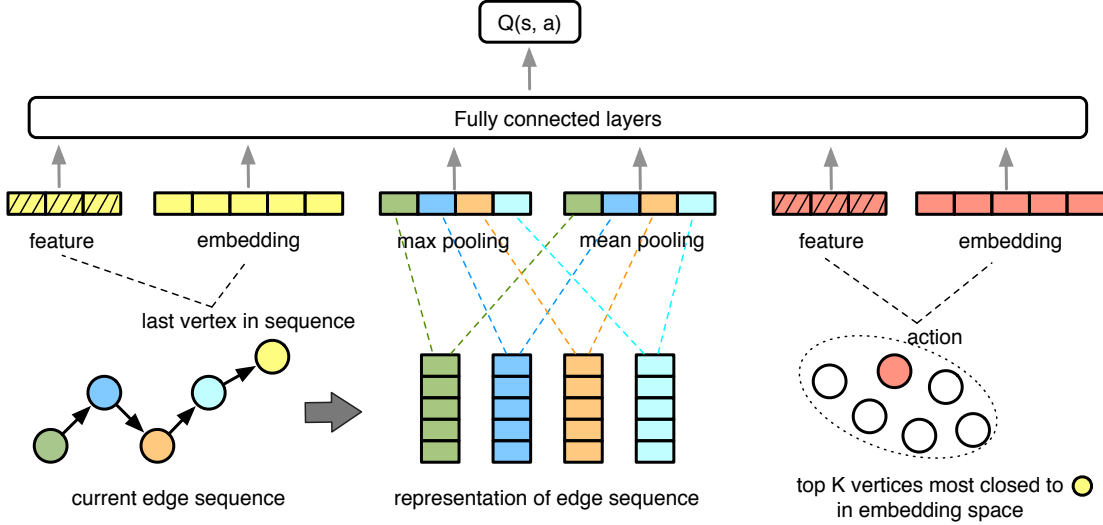 Q(s, a)
Fully connected layers
feature
embedding
max pooling
mean pooling
feature
embedding
last vertex in sequence
action
current edge sequence
representation of edge sequence
top K vertices most closed to
in embedding space